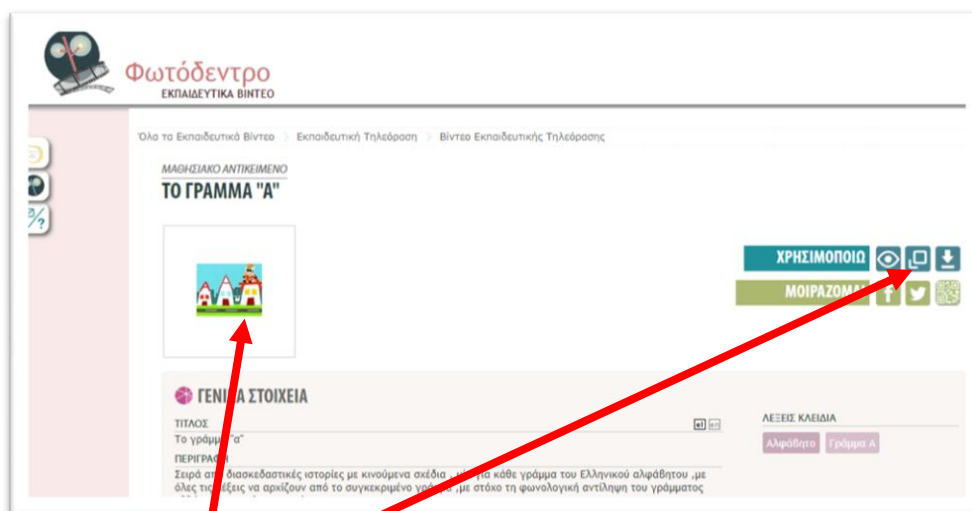 Φωτόδεντρο
ΕΚΠΑΙΔΕΥΤΙΚΑ ΒΙΝΤΕΟ
Όλα τα Εκπαιδευτικά Βίντεο > Εκπαιδευτική Τηλεόραση > Βίντεο Εκπαιδευτικής Τηλεόρασης
ΜΑΘΗΣΙΑΚΟ ΑΝΤΙΚΕΙΜΕΝΟ
ΤΟ ΓΡΑΜΜΑ "Α"
ΧΡΗΣΙΜΟΠΟΙΩ
ΜΟΙΡΑΖΟΜΑΙ
ΓΕΝΙΚΑ ΣΤΟΙΧΕΙΑ
ΤΙΤΛΟΣ el en
Το γράμμα "α"
ΠΕΡΙΓΡΑΦΗ
Σειρά από διασκεδαστικές ιστορίες με κινούμενα σχέδια , μία για κάθε γράμμα του Ελληνικού αλφάβητου ,με
όλες τις λέξεις να αρχίζουν από το συγκεκριμένο γράμμα ,με στόχο τη φωνολογική αντίληψη του γράμματος
ΛΕΞΕΙΣ ΚΛΕΙΔΙΑ
Αλφάβητο Γράμμα Α